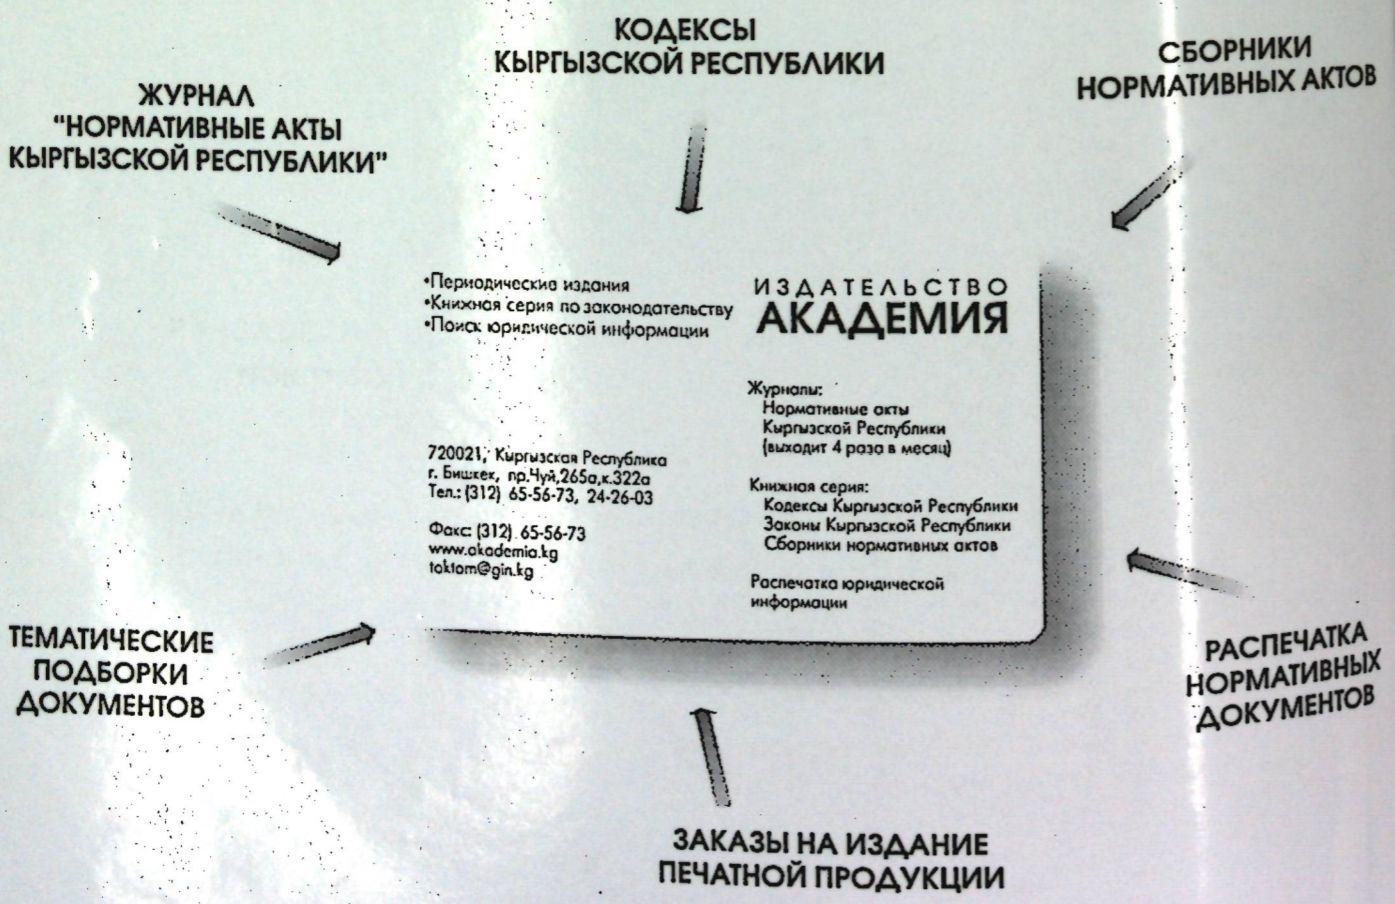 КОДЕКСЫ
КЫРГЫЗСКОЙ РЕСПУБЛИКИ
СБОРНИКИ
НОРМАТИВНЫХ АКТОВ
ЖУРНАЛ
"НОРМАТИВНЫЕ АКТЫ
КЫРГЫЗСКОЙ РЕСПУБЛИКИ"
•Периодические издания
•Книжная серия по законодательству
•Поиск юридической информации
ИЗДАТЕЛЬСТВО
АКАДЕМИЯ
Журналы:
Нормативные акты
Кыргызской Республики
(выходит 4 раза в месяц)
720021, Кыргызская Республика
г. Бишкек, пр.Чуй,265а,к.322а
Тел.: (312) 65-56-73, 24-26-03
Факс: (312) 65-56-73
www.akademia.kg
toktom@gin.kg
Книжная серия:
Кодексы Кыргызской Республики
Законы Кыргызской Республики
Сборники нормативных актов
Распечатка юридической
информации
ТЕМАТИЧЕСКИЕ
ПОДБОРКИ
ДОКУМЕНТОВ
РАСПЕЧАТКА
НОРМАТИВНЫХ
ДОКУМЕНТОВ
ЗАКАЗЫ НА ИЗДАНИЕ
ПЕЧАТНОЙ ПРОДУКЦИИ